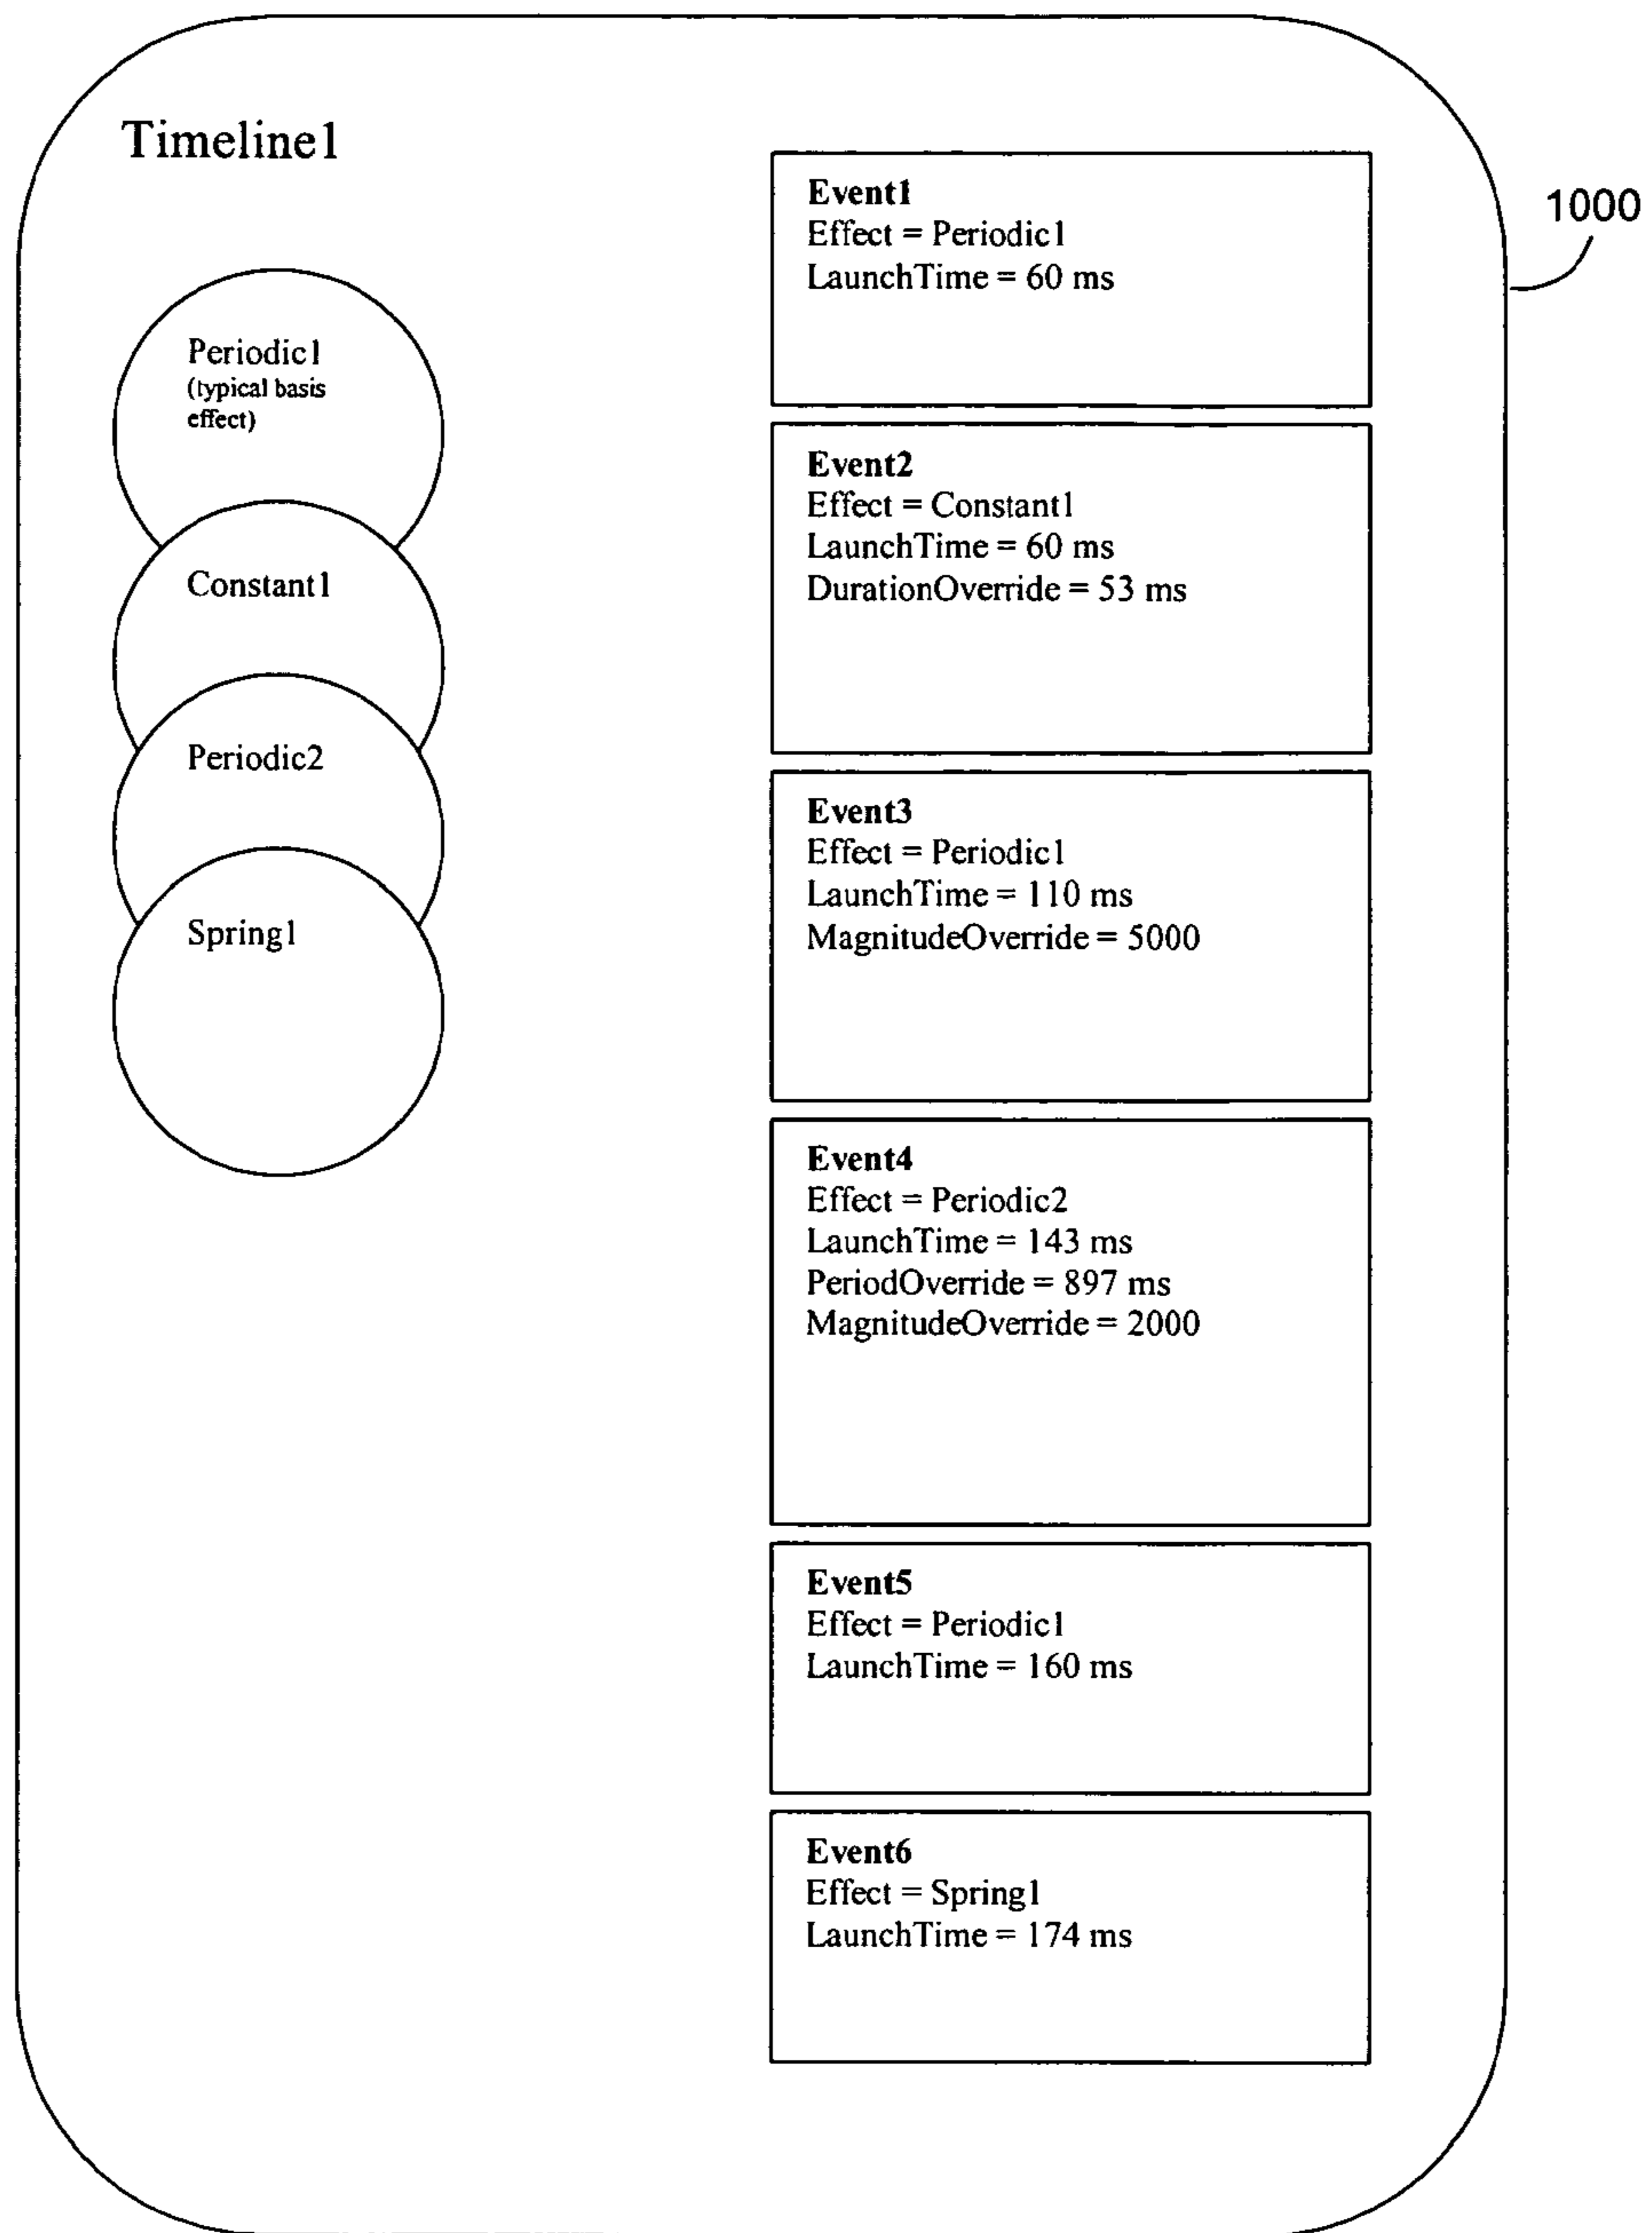 Timeline1
1000
Periodic1
(typical basis
effect)
Constant1
Periodic2
Spring1
Event1
Effect = Periodic1
LaunchTime = 60 ms
Event2
Effect = Constant1
LaunchTime = 60 ms
DurationOverride = 53 ms
Event3
Effect = Periodic1
LaunchTime = 110 ms
MagnitudeOverride = 5000
Event4
Effect = Periodic2
LaunchTime = 143 ms
PeriodOverride = 897 ms
MagnitudeOverride = 2000
Event5
Effect = Periodic1
LaunchTime = 160 ms
Event6
Effect = Spring1
LaunchTime = 174 ms